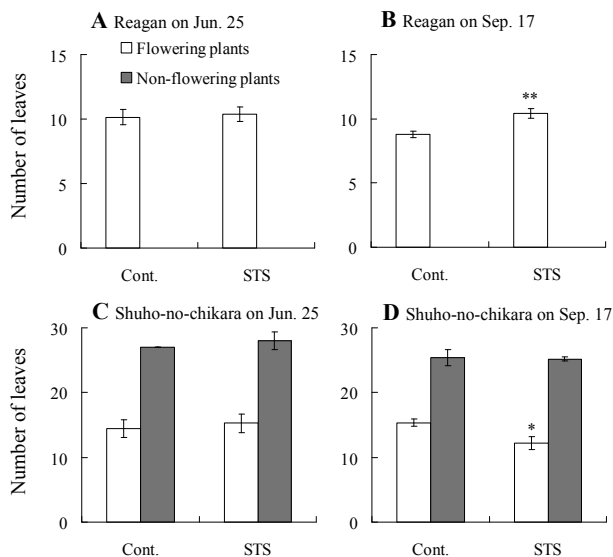 A Reagan on Jun. 25
Flowering plants
Non-flowering plants
Number of leaves
15
10
5
0
Cont.
STS
B Reagan on Sep. 17
15
10
5
0
**
Cont.
STS
C Shuho-no-chikara on Jun. 25
Number of leaves
30
20
10
0
Cont.
STS
D Shuho-no-chikara on Sep. 17
30
20
10
0
*
Cont.
STS